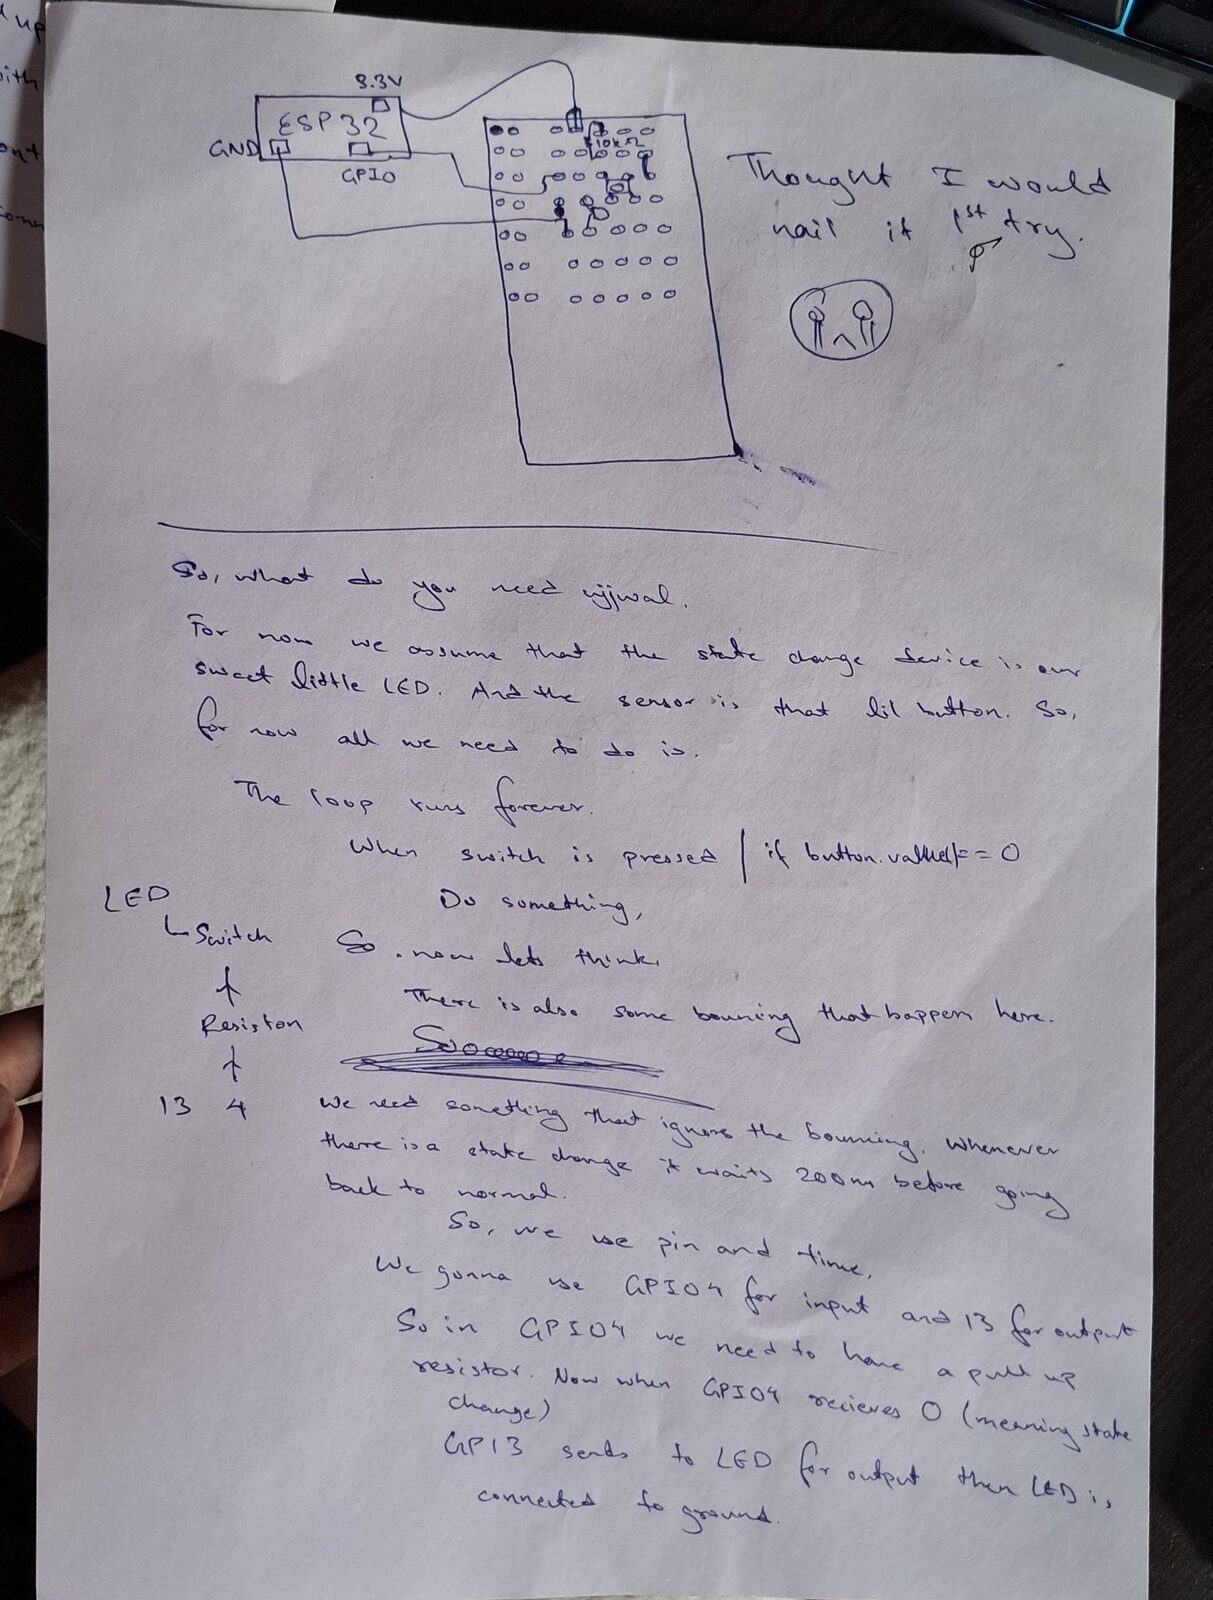 3.3V
ESP32
GND
GPIO
10kΩ
Thought I would
nail it 1st try.
So, what do you need ujjwal.
For now we assume that the state change device is our
sweet little LED. And the sensor is that lil button. So,
for now all we need to do is.
The loop runs forever.
When switch is pressed / if button.value == 0
LED
Do something,
Switch
So, now lets think.
There is also some bouncing that happen here.
Resistor
Soooooooo
13 4
We need something that ignors the bouncing. Whenever
there is a state change it waits 200ms before going
back to normal.
So, we use pin and time.
We gonna use GPIO4 for input and 13 for output
So in GPIO4 we need to have a pull up
resistor. Now when GPIO4 recieves 0 (meaning state
change)
GP13 sends to LED for output then LED is
connected to ground.
up
with